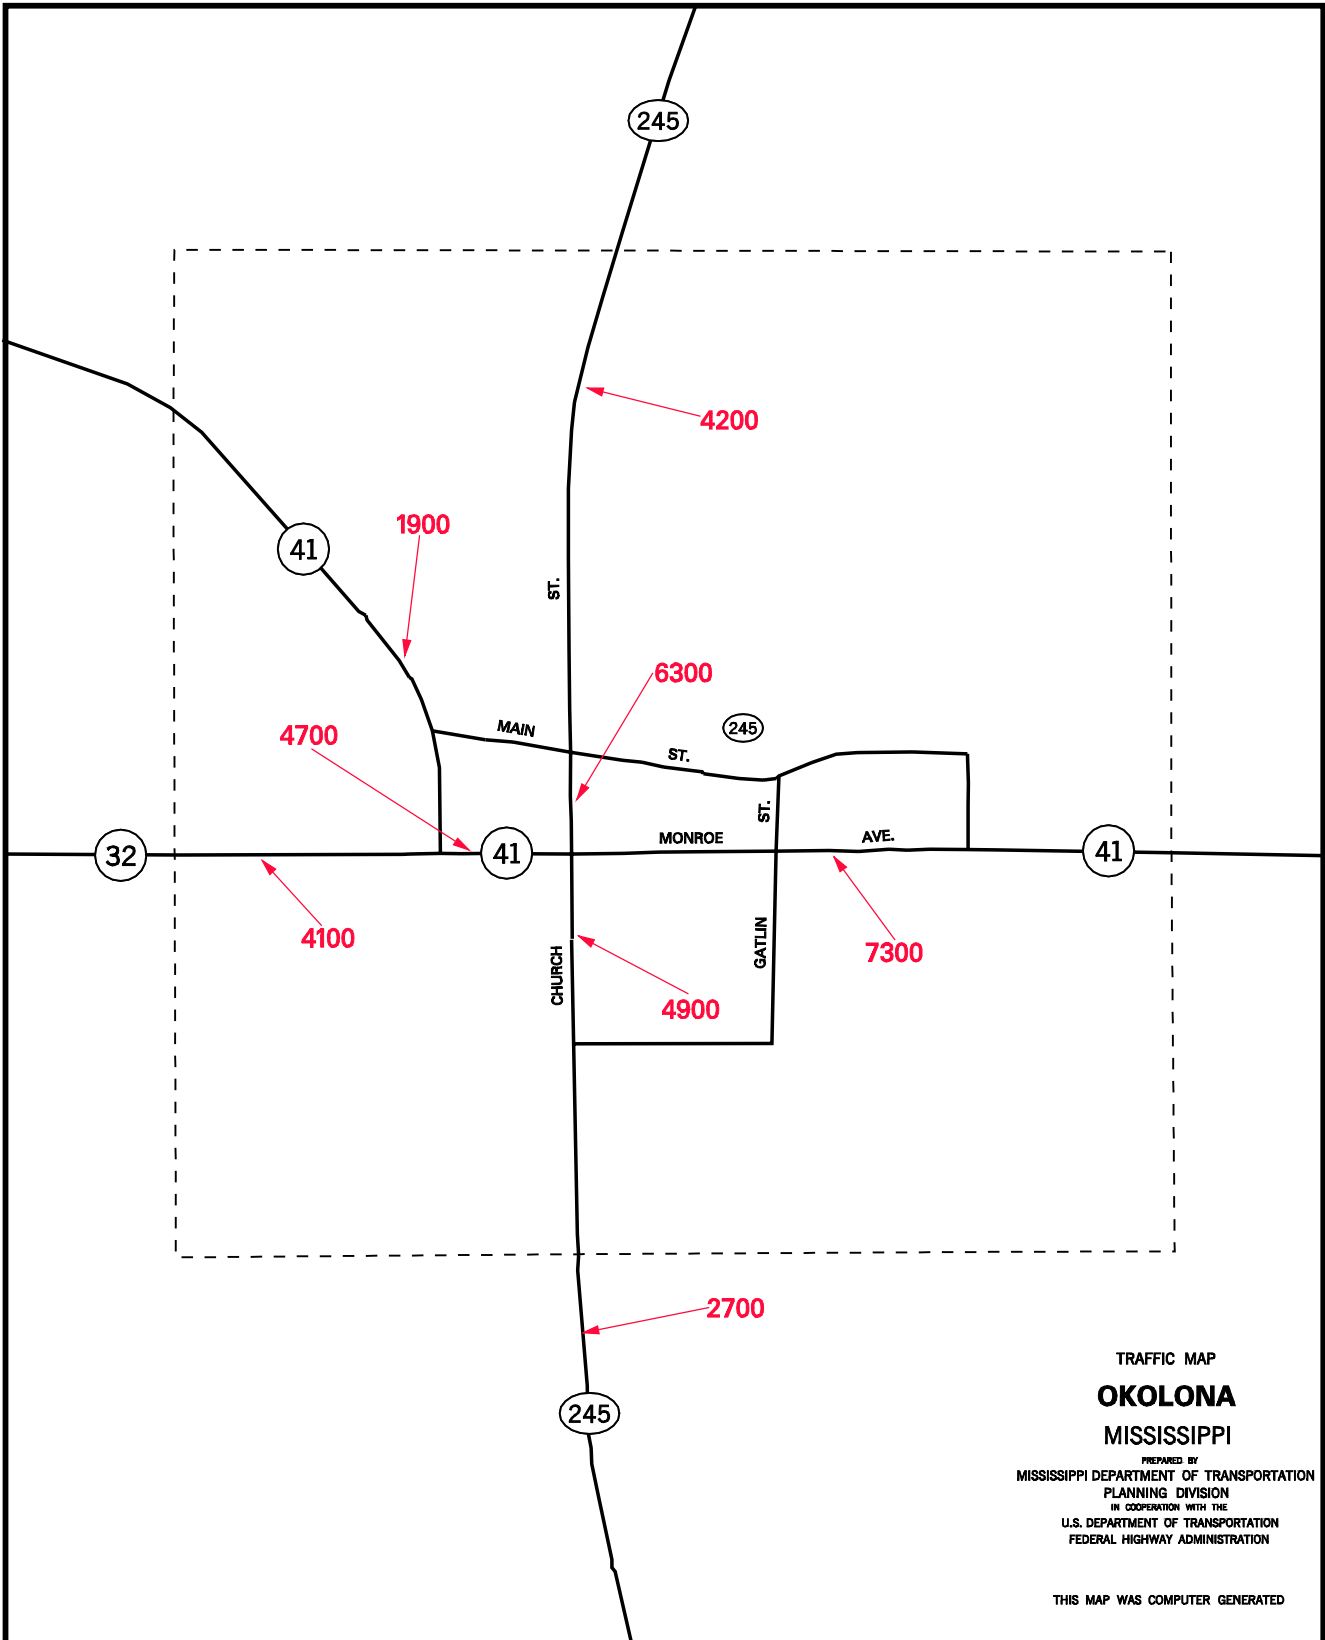 245
4200
1900
41
ST.
6300
MAIN
245
4700
ST.
ST.
MONROE
AVE.
32
41
41
4100
GATLIN
7300
CHURCH
4900
2700
245
TRAFFIC MAP
OKOLONA
MISSISSIPPI
PREPARED BY
MISSISSIPPI DEPARTMENT OF TRANSPORTATION
PLANNING DIVISION
IN COOPERATION WITH THE
U.S. DEPARTMENT OF TRANSPORTATION
FEDERAL HIGHWAY ADMINISTRATION
THIS MAP WAS COMPUTER GENERATED